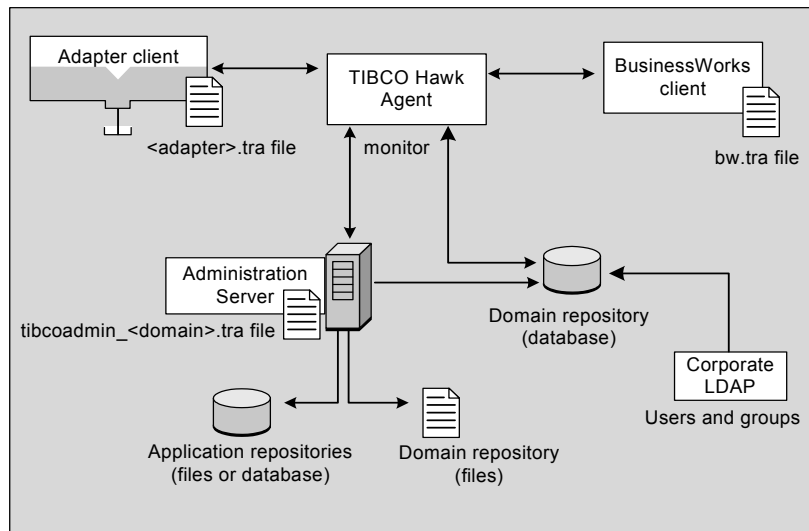 Adapter client
<adapter>.tra file
TIBCO Hawk
Agent
monitor
BusinessWorks
client
bw.tra file
Administration
Server
tibcoadmin_<domain>.tra file
Domain repository
(database)
Corporate
LDAP
Users and groups
Application repositories
(files or database)
Domain repository
(files)